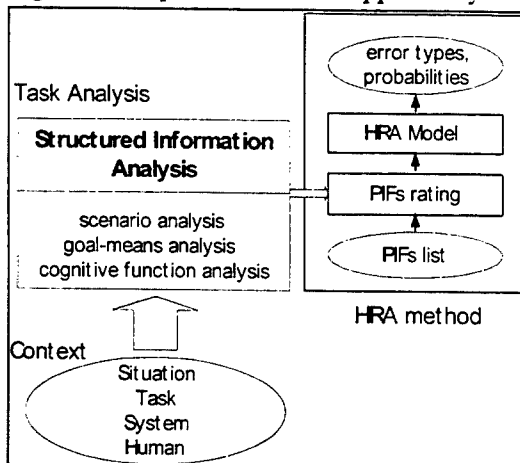 error types,
probabilities
HRA Model
PIFs rating
PIFs list
HRA method
Task Analysis
Structured Information
Analysis
scenario analysis
goal-means analysis
cognitive function analysis
Context
Situation
Task
System
Human